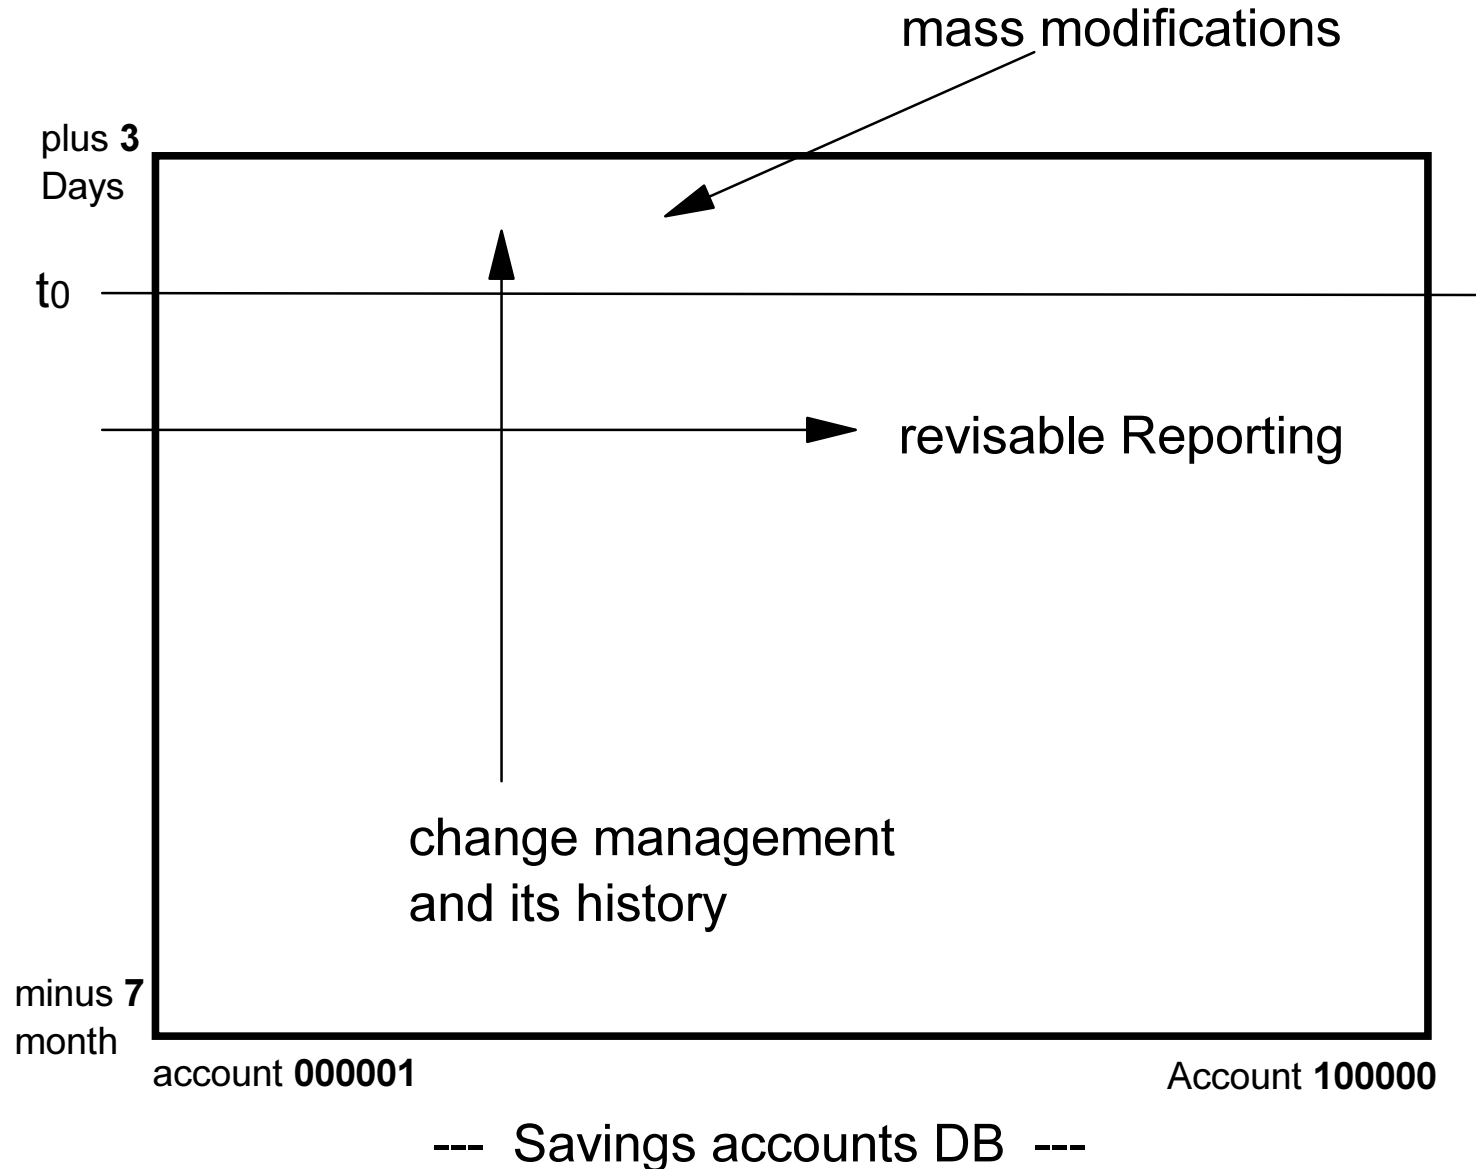 mass modifications
plus 3
Days
t0
revisable Reporting
change management
and its history
minus 7
month
account 000001
Account 100000
--- Savings accounts DB ---